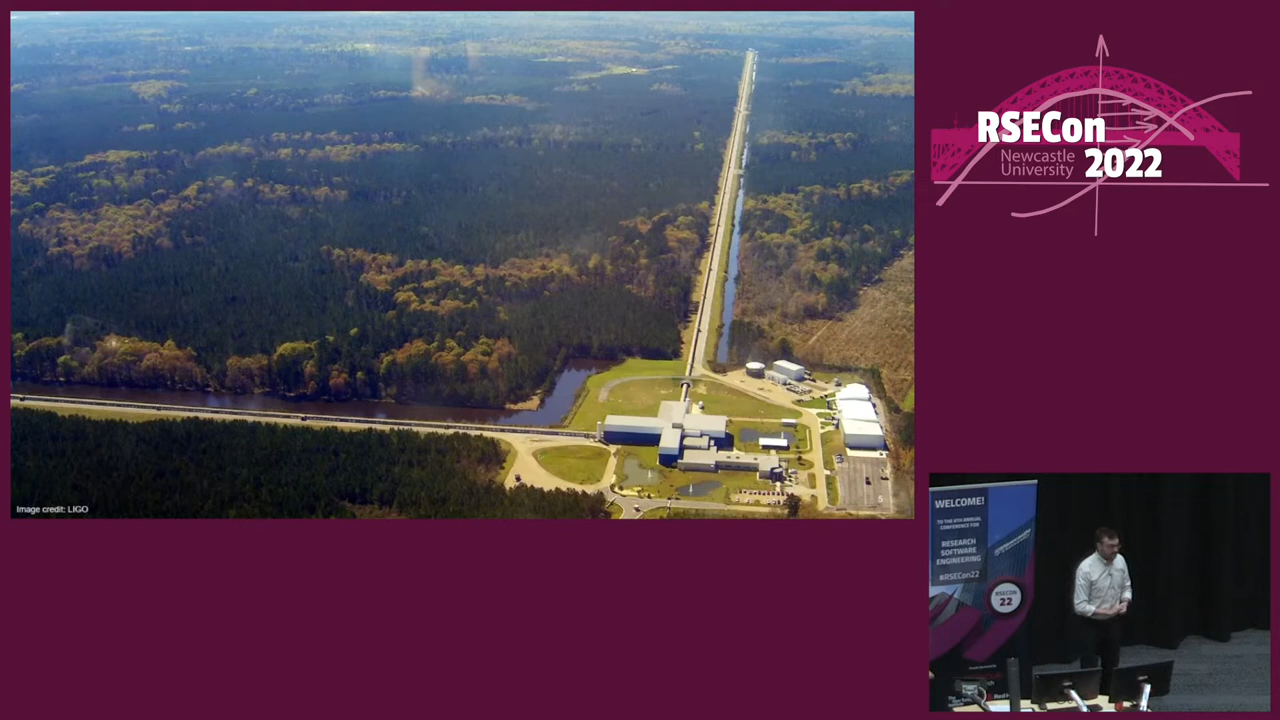 Image credit: LIGO
5
RSECon
Newcastle
University
2022
WELCOME!
TO THE 6TH ANNUAL
CONFERENCE FOR
RESEARCH
SOFTWARE
ENGINEERING
#RSECon22
RSECON
22